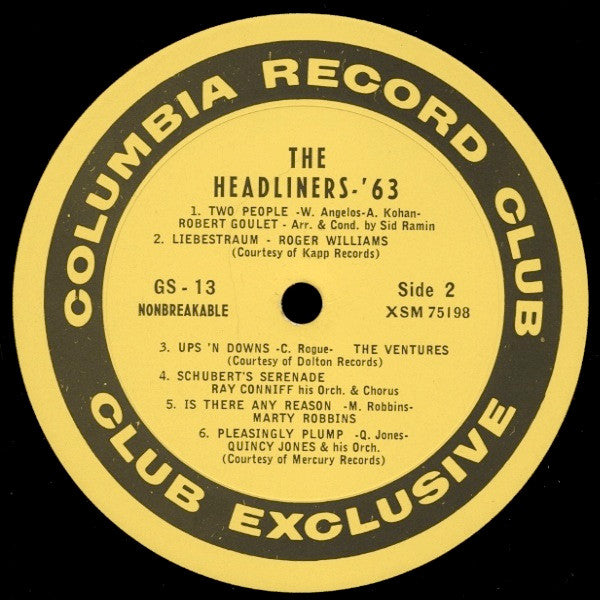 COLUMBIA RECORD CLUB
THE
HEADLINERS-'63
1. TWO PEOPLE -W. Angelos-A. Kohan-
ROBERT GOULET - Arr. & Cond. by Sid Ramin
2. LIEBESTRAUM - ROGER WILLIAMS
(Courtesy of Kapp Records)
GS - 13
NONBREAKABLE
Side 2
XSM 75198
3. UPS 'N DOWNS -C. Rogue- THE VENTURES
(Courtesy of Dolton Records)
4. SCHUBERT'S SERENADE
RAY CONNIFF his Orch. & Chorus
5. IS THERE ANY REASON -M. Robbins-
MARTY ROBBINS
6. PLEASINGLY PLUMP -Q. Jones-
QUINCY JONES & his Orch.
(Courtesy of Mercury Records)
CLUB EXCLUSIVE